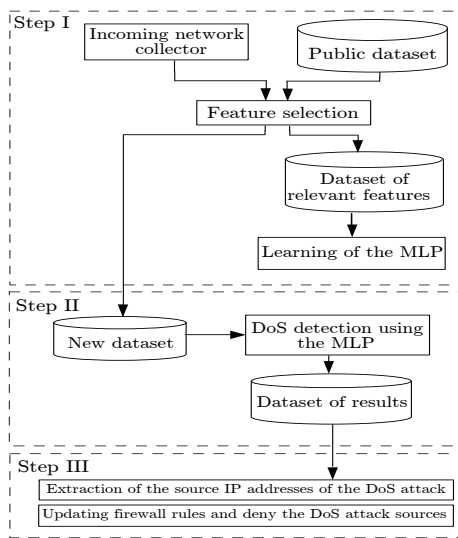 Step I
Incoming network
collector
Public dataset
Feature selection
Dataset of
relevant features
Learning of the MLP
Step II
New dataset
DoS detection using
the MLP
Dataset of results
Step III
Extraction of the source IP addresses of the DoS attack
Updating firewall rules and deny the DoS attack sources